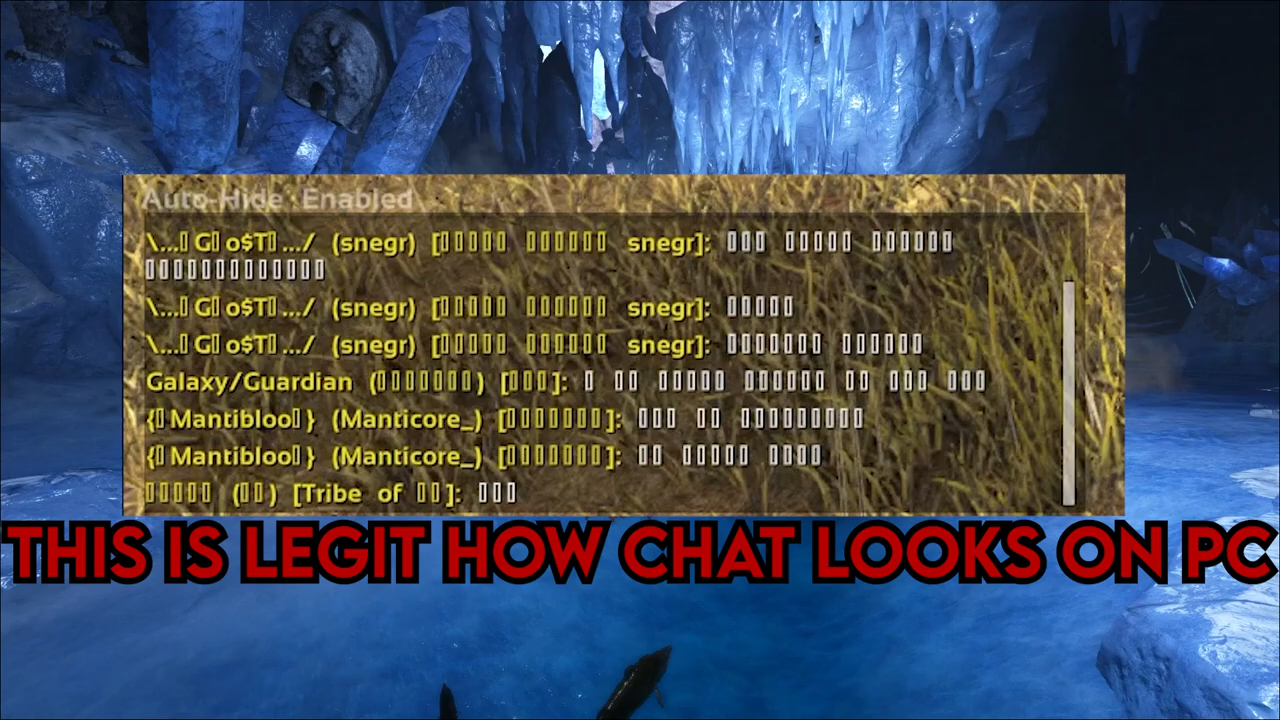 Auto-Hide Enabled
\...▯ G▯ o$T▯ .../ (snegr) [▯▯▯▯▯ ▯▯▯▯▯▯ snegr]: ▯▯▯ ▯▯▯▯▯ ▯▯▯▯▯▯
▯▯▯▯▯▯▯▯▯▯▯▯▯
\...▯ G▯ o$T▯ .../ (snegr) [▯▯▯▯▯ ▯▯▯▯▯▯ snegr]: ▯▯▯▯▯
\...▯ G▯ o$T▯ .../ (snegr) [▯▯▯▯▯ ▯▯▯▯▯▯ snegr]: ▯▯▯▯▯▯▯ ▯▯▯▯▯▯
Galaxy/Guardian (▯▯▯▯▯▯▯) [▯▯▯]: ▯ ▯▯ ▯▯▯▯▯ ▯▯▯▯▯▯ ▯▯ ▯▯▯ ▯▯▯
{▯ Mantibloo▯ } (Manticore_) [▯▯▯▯▯▯▯]: ▯▯▯ ▯▯ ▯▯▯▯▯▯▯▯▯
{▯ Mantibloo▯ } (Manticore_) [▯▯▯▯▯▯▯]: ▯▯ ▯▯▯▯▯ ▯▯▯▯
▯▯▯▯▯ (▯▯) [Tribe of ▯▯]: ▯▯▯
THIS IS LEGIT HOW CHAT LOOKS ON PC